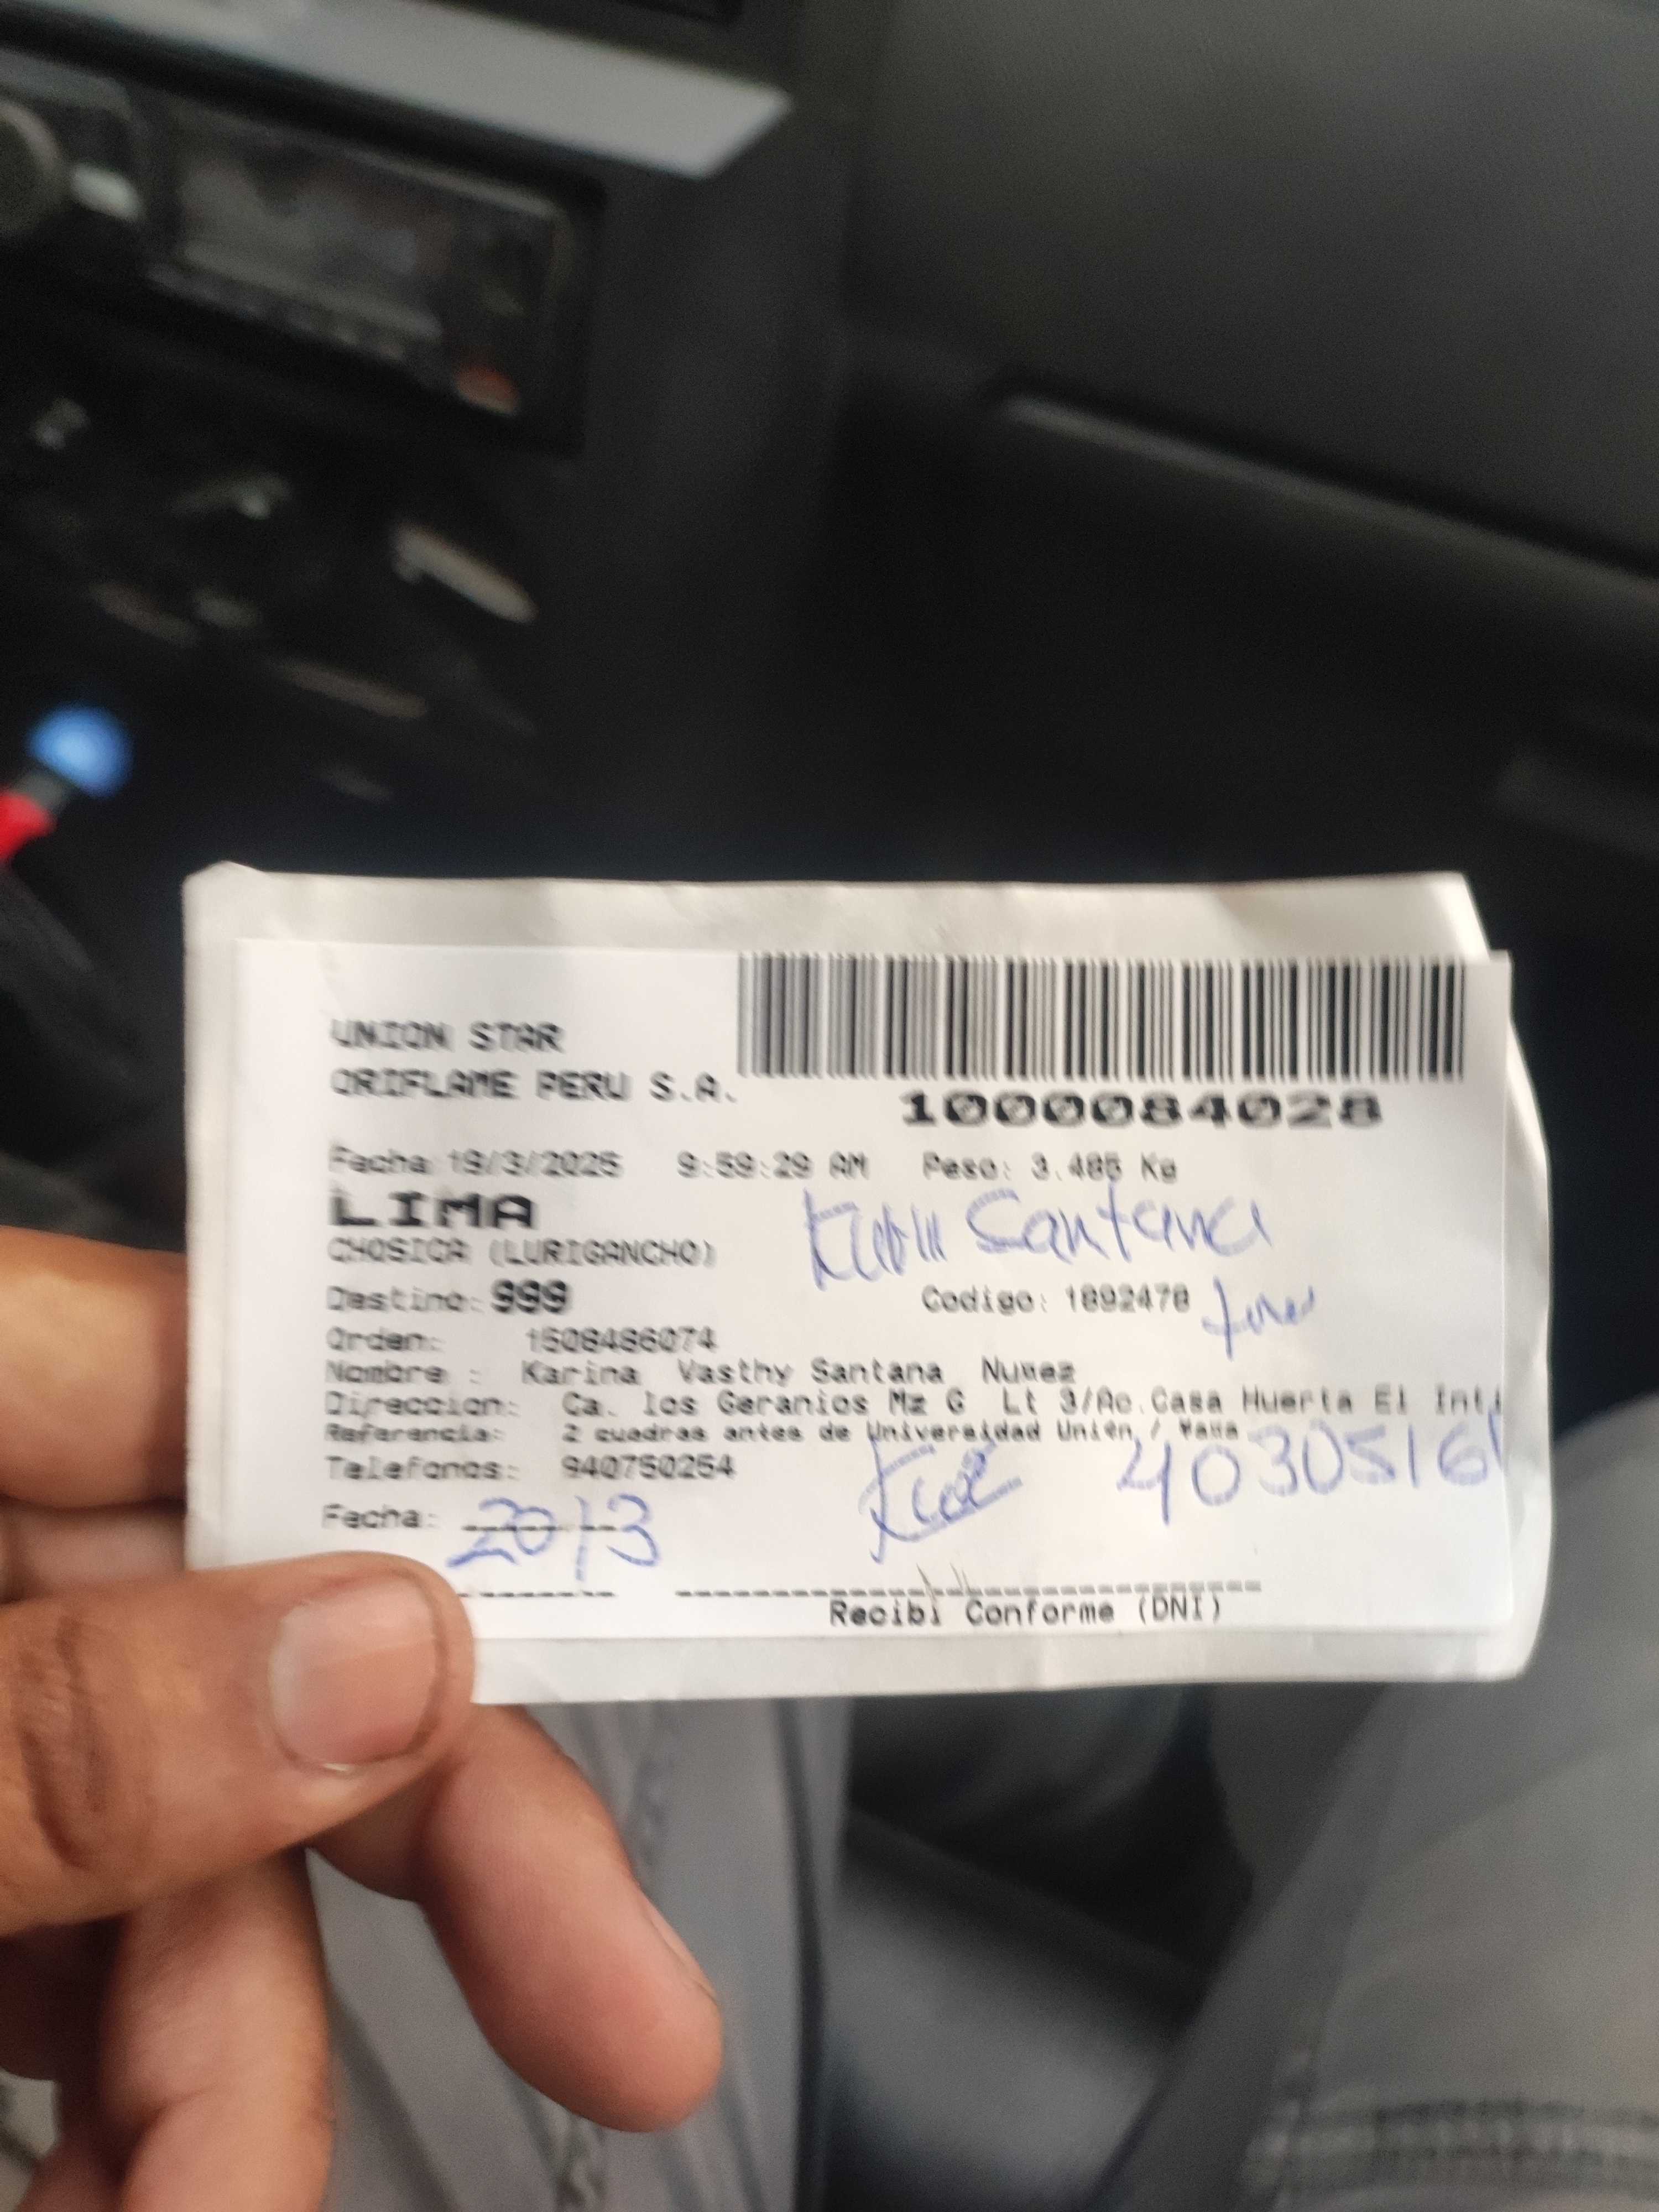 UNION STAR
ORIFLAME PERU S.A.
1000084028
Fecha 19/3/2025 9:59:29 AM Peso: 3.485 Kg
LIMA
Santana
CHOSICA (LURIGANCHO)
Destino: 999 Codigo: 1892478
Orden: 1508486074
Nombre : Karina Vasthy Santana Nuñez
Direccion: Ca. los Geranios Mz G Lt 3/Ac.Casa Huerta El Inti
Referencia: 2 cuadras antes de Universidad Unión /
Telefonos: 940750254
40305161
Fecha: 20/3
Recibi Conforme (DNI)